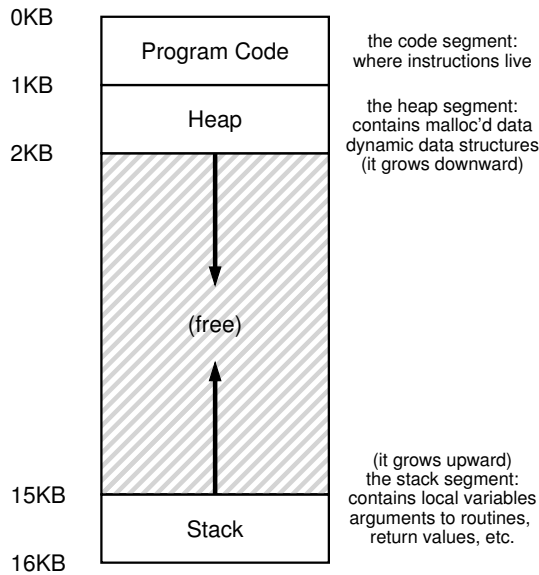 0KB
Program Code
the code segment:
where instructions live
1KB
Heap
the heap segment:
contains malloc'd data
dynamic data structures
(it grows downward)
2KB
(free)
(it grows upward)
the stack segment:
contains local variables
arguments to routines,
return values, etc.
15KB
Stack
16KB